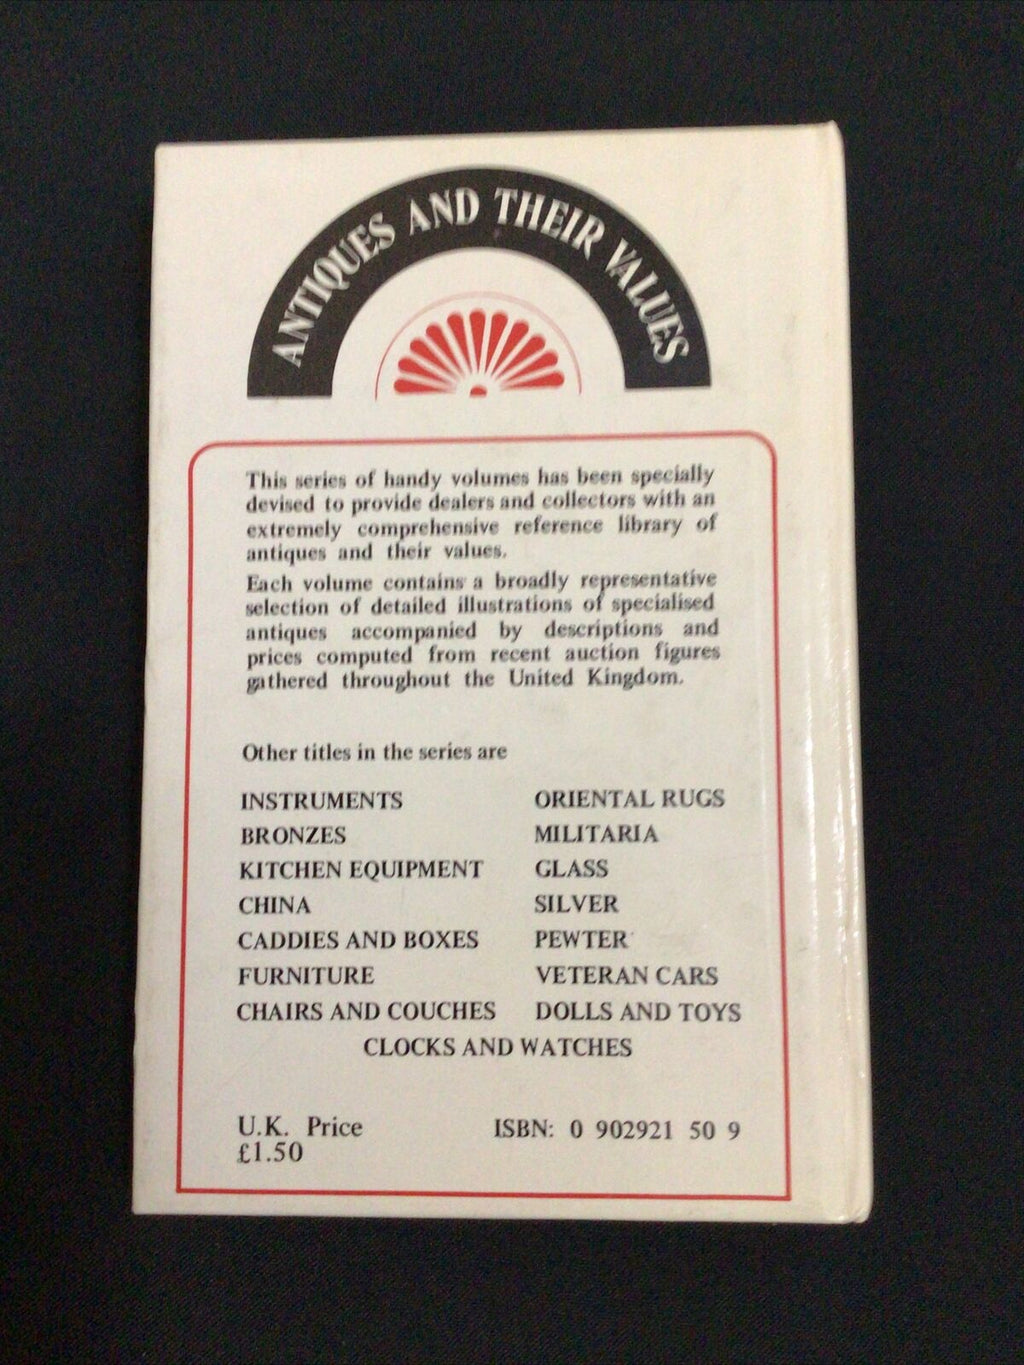 ANTIQUES AND THEIR VALUES
This series of handy volumes has been specially
devised to provide dealers and collectors with an
extremely comprehensive reference library of
antiques and their values.
Each volume contains a broadly representative
selection of detailed illustrations of specialised
antiques accompanied by descriptions and
prices computed from recent auction figures
gathered throughout the United Kingdom.
Other titles in the series are
INSTRUMENTS
BRONZES
KITCHEN EQUIPMENT
CHINA
CADDIES AND BOXES
FURNITURE
CHAIRS AND COUCHES
ORIENTAL RUGS
MILITARIA
GLASS
SILVER
PEWTER
VETERAN CARS
DOLLS AND TOYS
CLOCKS AND WATCHES
U.K. Price
£1.50
ISBN: 0 902921 50 9